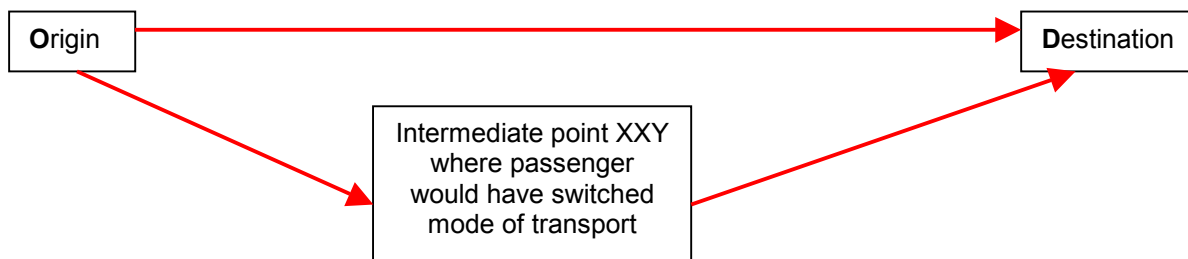 Origin
Destination
Intermediate point XXY
where passenger
would have switched
mode of transport